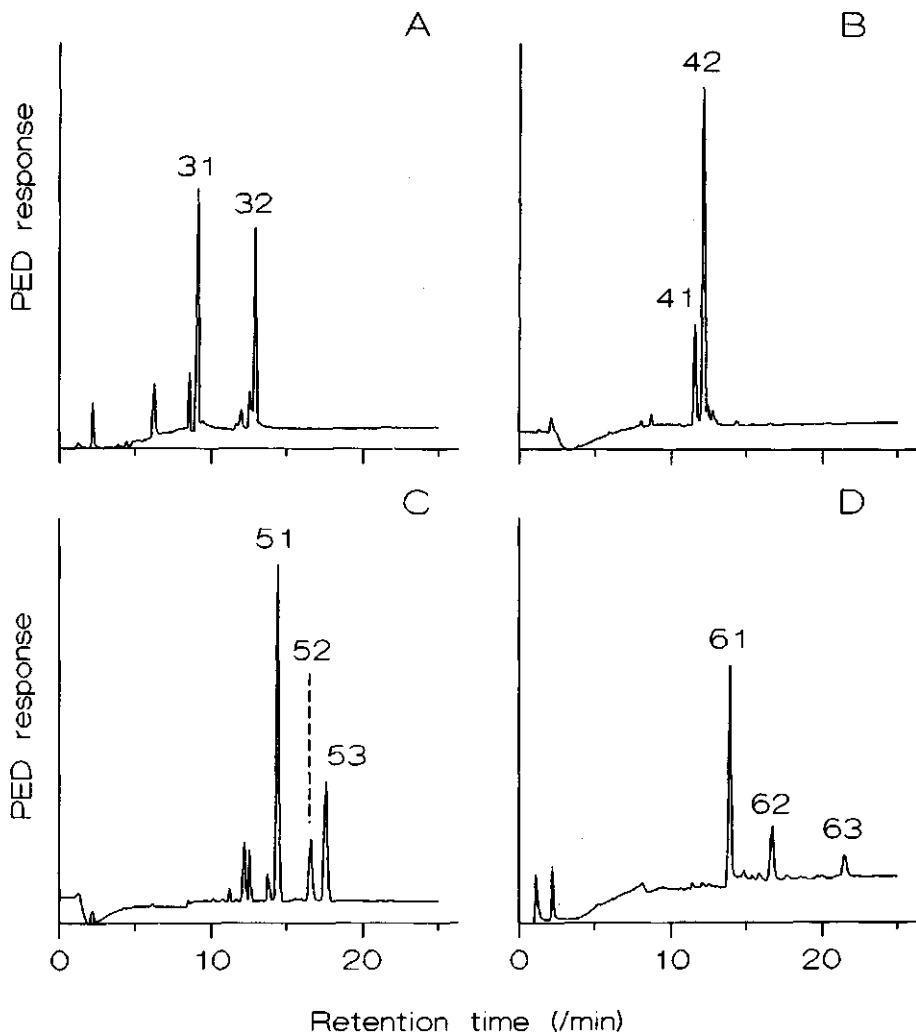 A
B
PED response
31
32
41
42
C
D
PED response
51
52
53
61
62
63
0 10 20 0 10 20
Retention time (/min)